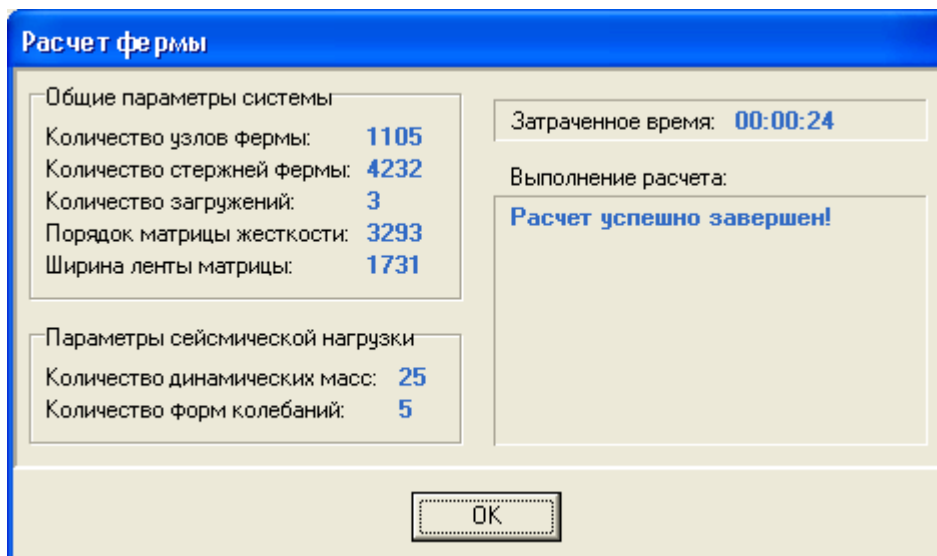 Расчет фермы
Общие параметры системы
Количество узлов фермы: 1105
Количество стержней фермы: 4232
Количество загружений: 3
Порядок матрицы жесткости: 3293
Ширина ленты матрицы: 1731
Параметры сейсмической нагрузки
Количество динамических масс: 25
Количество форм колебаний: 5
Затраченное время: 00:00:24
Выполнение расчета:
Расчет успешно завершен!
OK